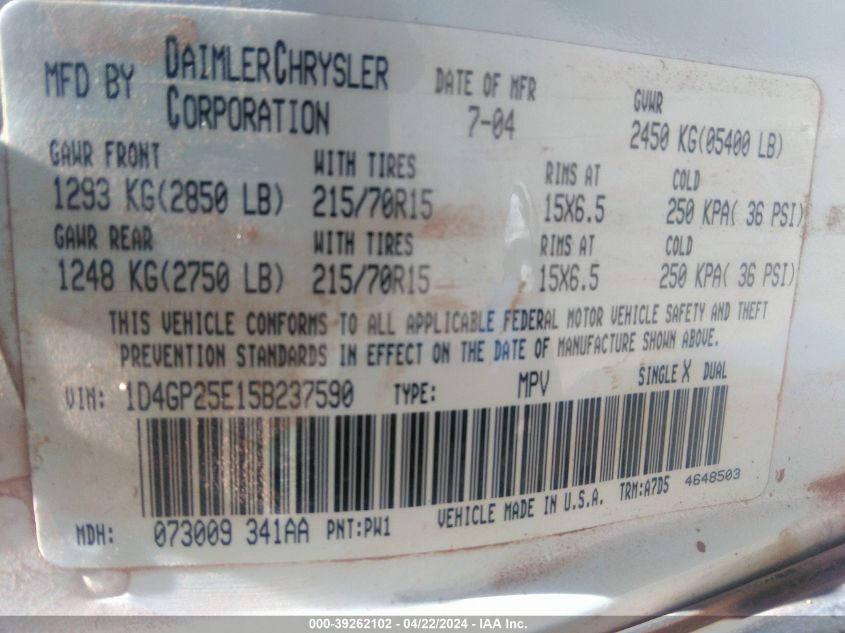 MFD BY DAIMLERCHRYSLER CORPORATION DATE OF MFR 7-04 GVWR 2450 KG(05400 LB)
GAWR FRONT WITH TIRES RIMS AT COLD
1293 KG(2850 LB) 215/70R15 15X6.5 250 KPA( 36 PSI)
GAWR REAR WITH TIRES RIMS AT COLD
1248 KG(2750 LB) 215/70R15 15X6.5 250 KPA( 36 PSI)
THIS VEHICLE CONFORMS TO ALL APPLICABLE FEDERAL MOTOR VEHICLE SAFETY AND THEFT
PREVENTION STANDARDS IN EFFECT ON THE DATE OF MANUFACTURE SHOWN ABOVE.
VIN: 1D4GP25E15B237590 TYPE: MPV SINGLE X DUAL
MDH: 073009 341AA PNT:PW1 VEHICLE MADE IN U.S.A. TRM:A7D5 4648503
000-39262102 - 04/22/2024 - IAA Inc.